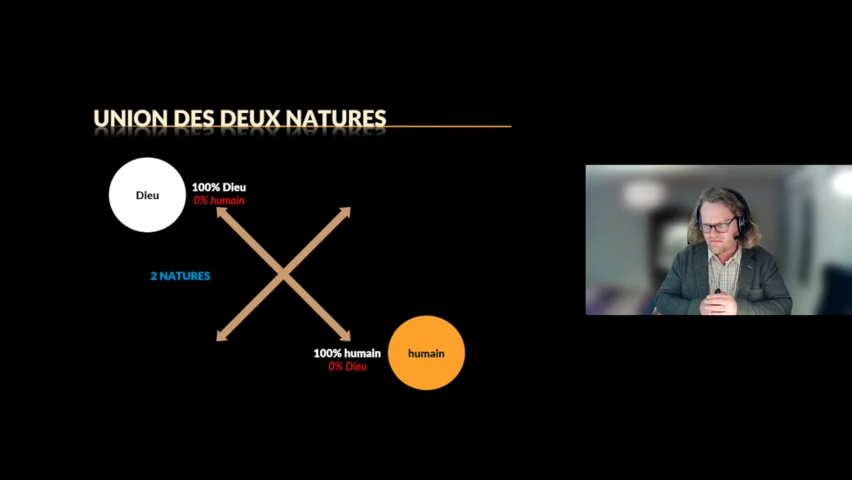 UNION DES DEUX NATURES
Dieu
100% Dieu
0% humain
2 NATURES
100% humain
0% Dieu
humain